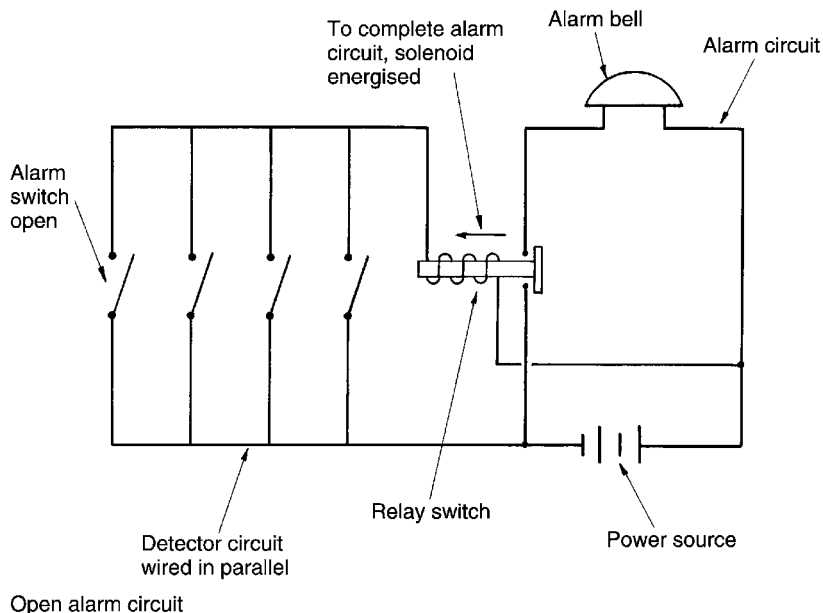 To complete alarm
circuit, solenoid
energised
Alarm bell
Alarm circuit
Alarm
switch
open
Relay switch
Power source
Detector circuit
wired in parallel
Open alarm circuit